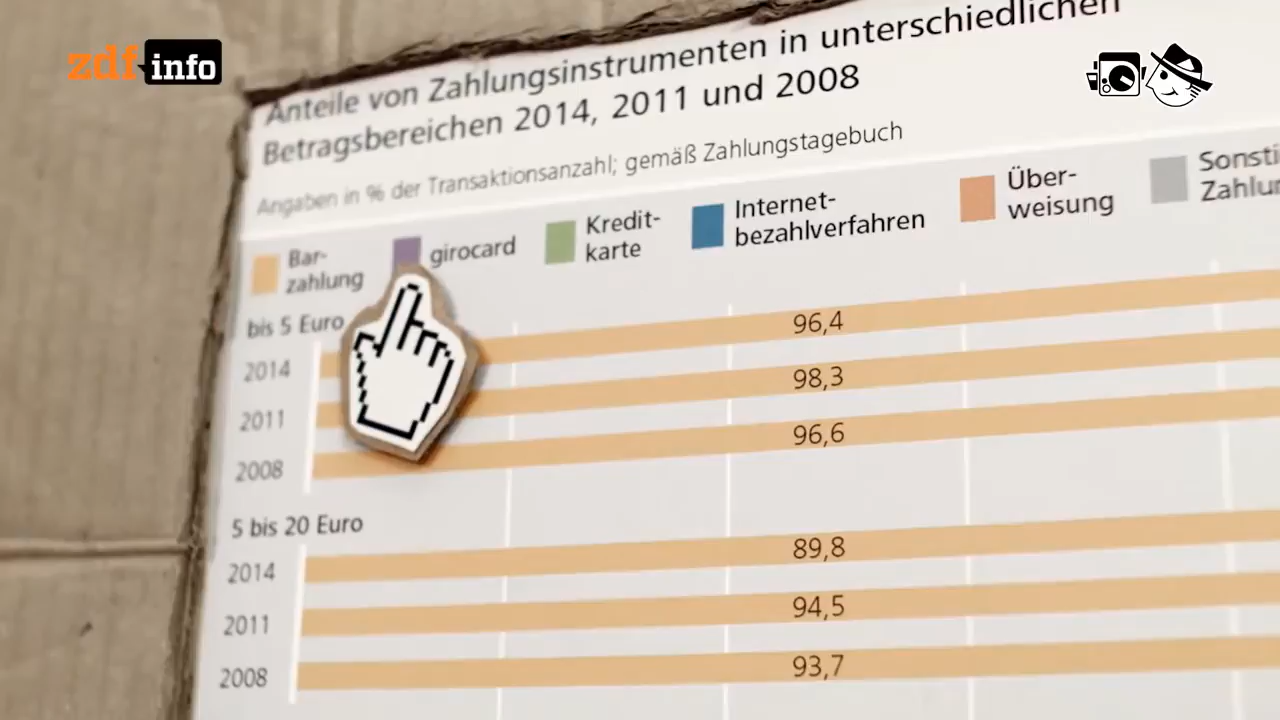 zdf info
Anteile von Zahlungsinstrumenten in unterschiedlichen
Betragsbereichen 2014, 2011 und 2008
Angaben in % der Transaktionsanzahl; gemäß Zahlungstagebuch
Bar-
zahlung
girocard
Kredit-
karte
Internet-
bezahlverfahren
Über-
weisung
bis 5 Euro
2014 96,4
2011 98,3
2008 96,6
5 bis 20 Euro
2014 89,8
2011 94,5
2008 93,7